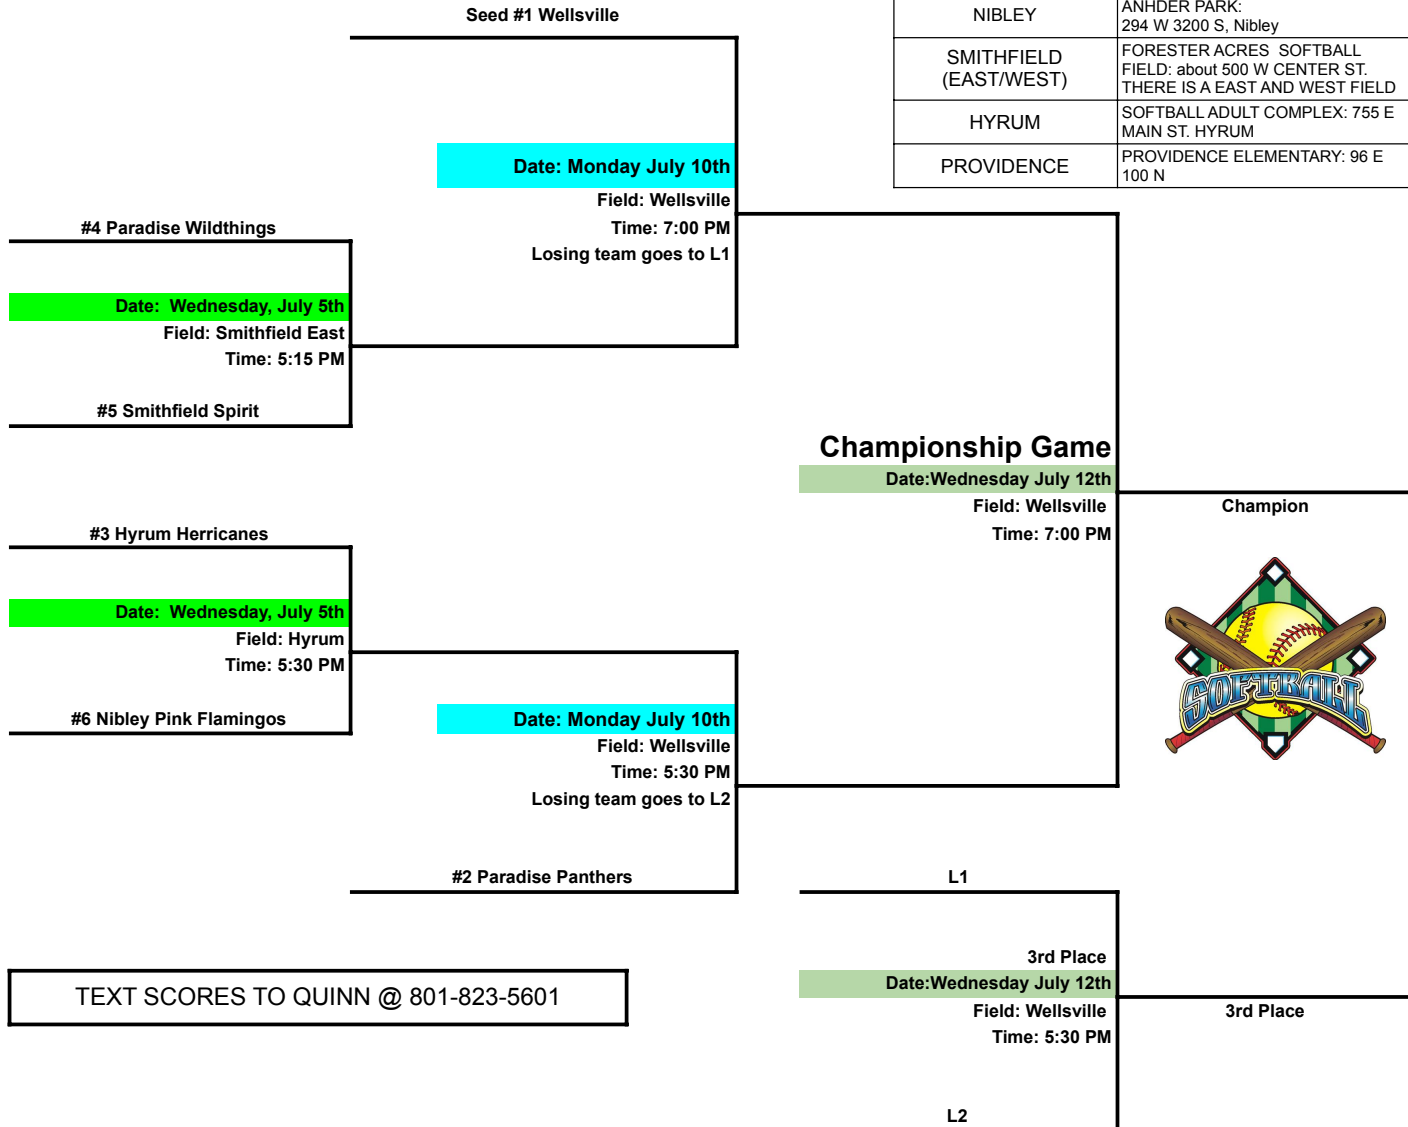 Seed #1 Wellsville
NIBLEY
ANHDER PARK:
294 W 3200 S, Nibley
SMITHFIELD
(EAST/WEST)
FORESTER ACRES  SOFTBALL
FIELD: about 500 W CENTER ST.
THERE IS A EAST AND WEST FIELD
HYRUM
SOFTBALL ADULT COMPLEX: 755 E
MAIN ST. HYRUM
PROVIDENCE
PROVIDENCE ELEMENTARY: 96 E
100 N
Date: Monday July 10th
Field: Wellsville
Time: 7:00 PM
Losing team goes to L1
#4 Paradise Wildthings
Date:  Wednesday, July 5th
Field: Smithfield East
Time: 5:15 PM
#5 Smithfield Spirit
Championship Game
Date:Wednesday July 12th
Field: Wellsville
Time: 7:00 PM
Champion
#3 Hyrum Herricanes
Date:  Wednesday, July 5th
Field: Hyrum
Time: 5:30 PM
#6 Nibley Pink Flamingos
SOFTBALL
Date: Monday July 10th
Field: Wellsville
Time: 5:30 PM
Losing team goes to L2
#2 Paradise Panthers
L1
3rd Place
Date:Wednesday July 12th
Field: Wellsville
Time: 5:30 PM
3rd Place
TEXT SCORES TO QUINN @ 801-823-5601
L2